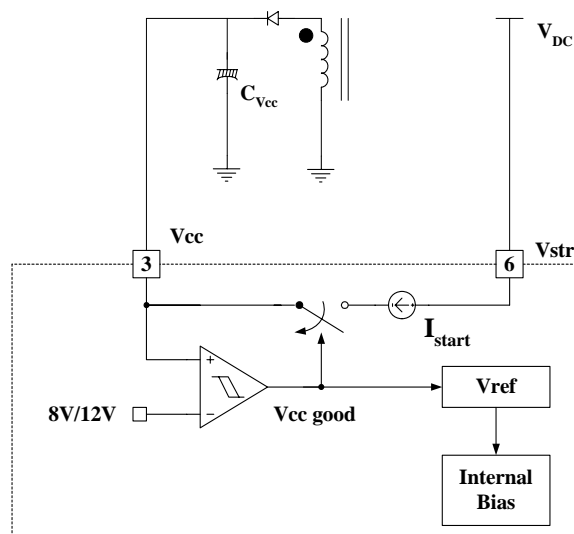 V_DC
C_Vcc
Vcc
Vstr
3
6
I_start
8V/12V
Vcc good
Vref
Internal
Bias
+
−